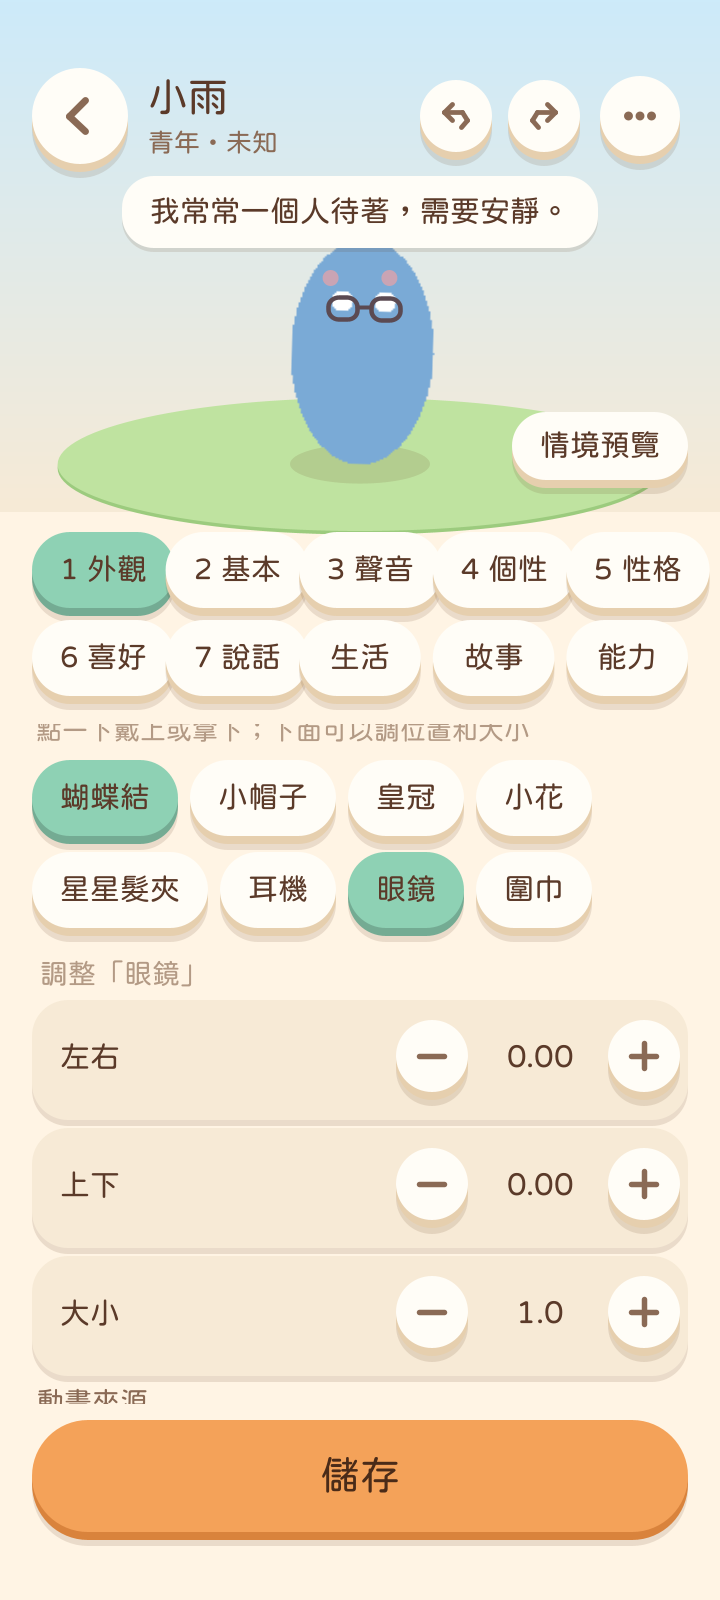 小雨
青年・未知
我常常一個人待著，需要安靜。
情境預覽
1 外觀
2 基本
3 聲音
4 個性
5 性格
6 喜好
7 說話
生活
故事
能力
點一下戴上或拿下；下面可以調位置和大小
蝴蝶結
小帽子
皇冠
小花
星星髮夾
耳機
眼鏡
圍巾
調整「眼鏡」
左右
0.00
上下
0.00
大小
1.0
動畫來源
儲存